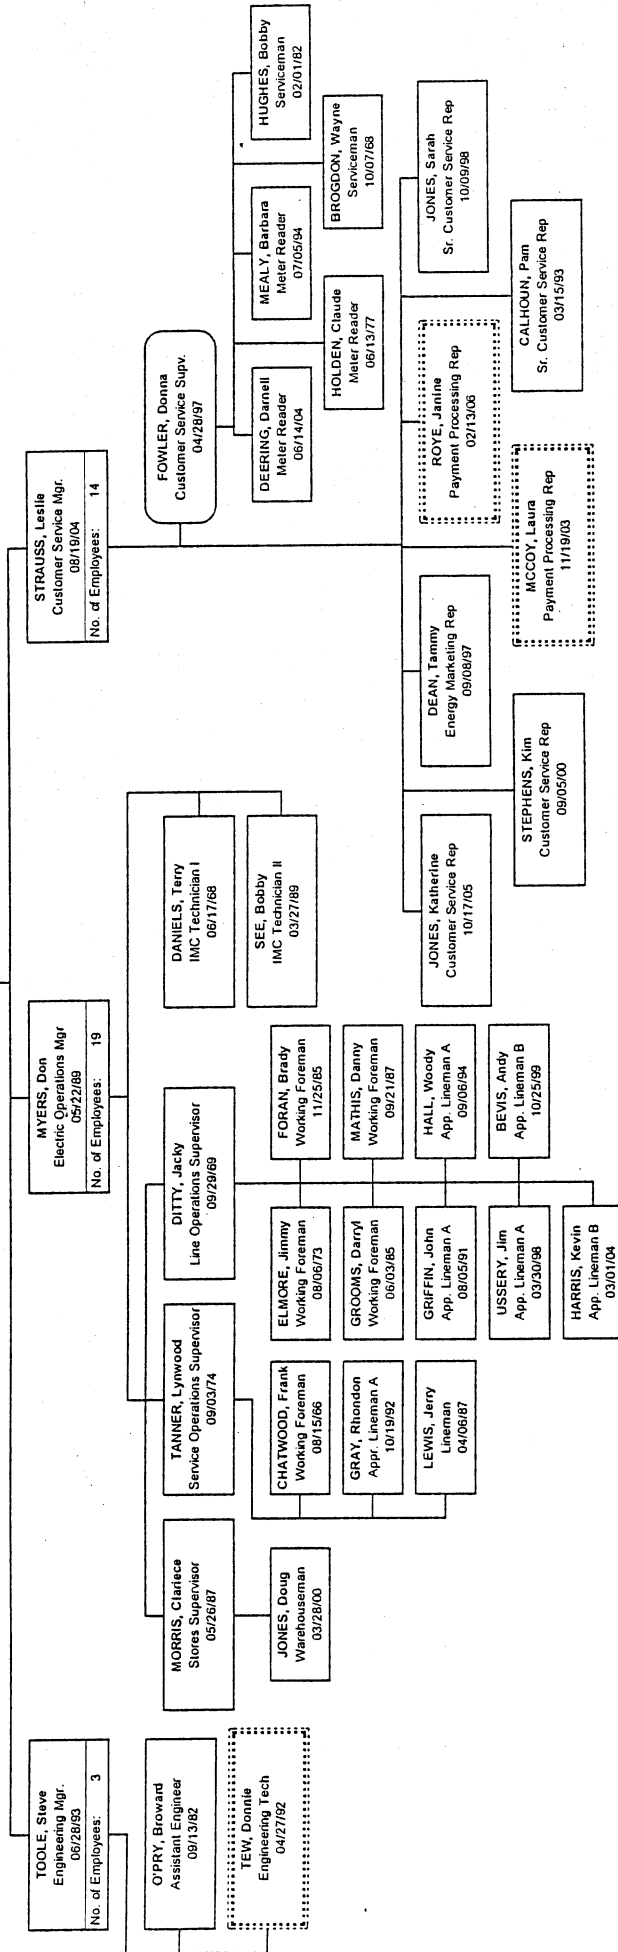 TOOLE, Steve
Engineering Mgr.
06/28/93
No. of Employees: 3
O'PRY, Broward
Assistant Engineer
09/13/82
TEW, Donnie
Engineering Tech
04/27/92
MYERS, Don
Electric Operations Mgr
05/22/89
No. of Employees: 19
MORRIS, Clariece
Stores Supervisor
05/26/87
JONES, Doug
Warehouseman
03/28/00
TANNER, Lynwood
Service Operations Supervisor
09/03/74
CHATWOOD, Frank
Working Foreman
08/15/66
GRAY, Rhondon
Appr. Lineman A
10/19/92
LEWIS, Jerry
Lineman
04/06/87
DITTY, Jacky
Line Operations Supervisor
09/29/69
ELMORE, Jimmy
Working Foreman
08/06/73
FORAN, Brady
Working Foreman
11/25/85
GROOMS, Darryl
Working Foreman
06/03/85
MATHIS, Danny
Working Foreman
09/21/87
GRIFFIN, John
App. Lineman A
08/05/91
HALL, Woody
App. Lineman A
09/06/94
USSERY, Jim
App. Lineman A
03/30/98
BEVIS, Andy
App. Lineman B
10/25/99
HARRIS, Kevin
App. Lineman B
03/01/04
DANIELS, Terry
IMC Technician I
06/17/68
SEE, Bobby
IMC Technician II
03/27/89
STRAUSS, Leslie
Customer Service Mgr.
08/19/04
No. of Employees: 14
FOWLER, Donna
Customer Service Supv.
04/28/97
DEERING, Darnell
Meter Reader
06/14/04
MEALY, Barbara
Meter Reader
07/05/94
HUGHES, Bobby
Serviceman
02/01/82
HOLDEN, Claude
Meter Reader
06/13/77
BROGDON, Wayne
Serviceman
10/07/68
JONES, Katherine
Customer Service Rep
10/17/05
DEAN, Tammy
Energy Marketing Rep
09/08/97
ROYE, Janine
Payment Processing Rep
02/13/06
JONES, Sarah
Sr. Customer Service Rep
10/09/98
STEPHENS, Kim
Customer Service Rep
09/05/00
MCCOY, Laura
Payment Processing Rep
11/19/03
CALHOUN, Pam
Sr. Customer Service Rep
03/15/93